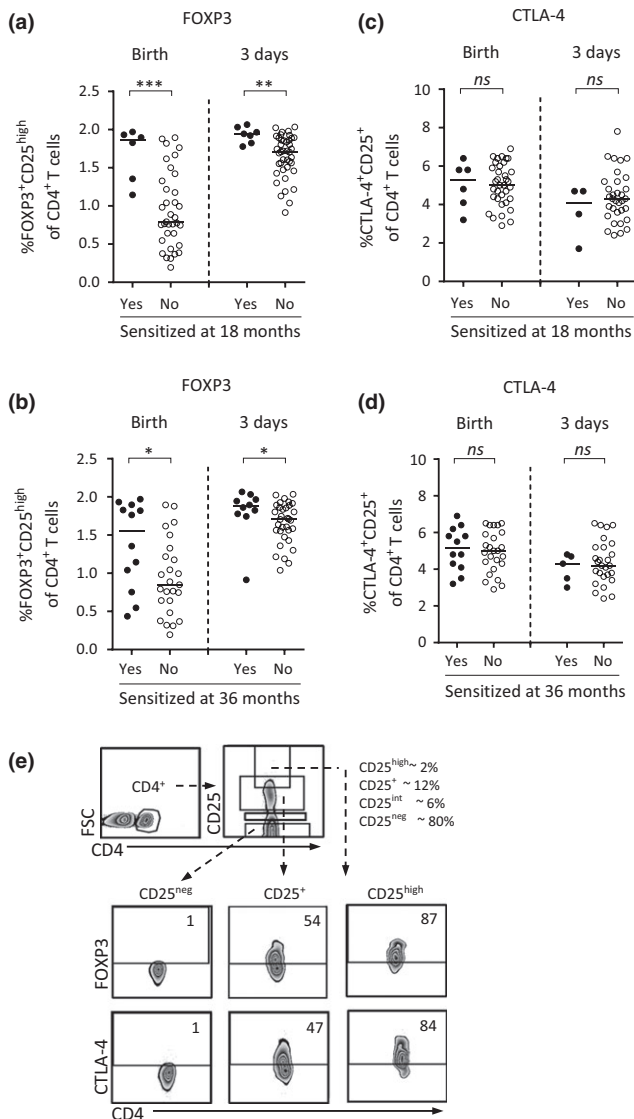 (a)
FOXP3
Birth 3 days
*** **
%FOXP3⁺CD25ʰⁱᵍʰ
of CD4⁺ T cells
2.5
2.0
1.5
1.0
0.5
0.0
Yes No Yes No
Sensitized at 18 months
(c)
CTLA-4
Birth 3 days
ns ns
%CTLA-4⁺CD25⁺
of CD4⁺ T cells
10
8
6
4
2
0
Yes No Yes No
Sensitized at 18 months
(b)
FOXP3
Birth 3 days
* *
%FOXP3⁺CD25ʰⁱᵍʰ
of CD4⁺ T cells
2.5
2.0
1.5
1.0
0.5
0.0
Yes No Yes No
Sensitized at 36 months
(d)
CTLA-4
Birth 3 days
ns ns
%CTLA-4⁺CD25⁺
of CD4⁺ T cells
10
8
6
4
2
0
Yes No Yes No
Sensitized at 36 months
(e)
CD4⁺
FSC
CD4
CD25
CD25ʰⁱᵍʰ ~ 2%
CD25⁺ ~ 12%
CD25ⁱⁿᵗ ~ 6%
CD25ⁿᵉᵍ ~ 80%
CD25ⁿᵉᵍ CD25⁺ CD25ʰⁱᵍʰ
FOXP3
1 54 87
CTLA-4
1 47 84
CD4